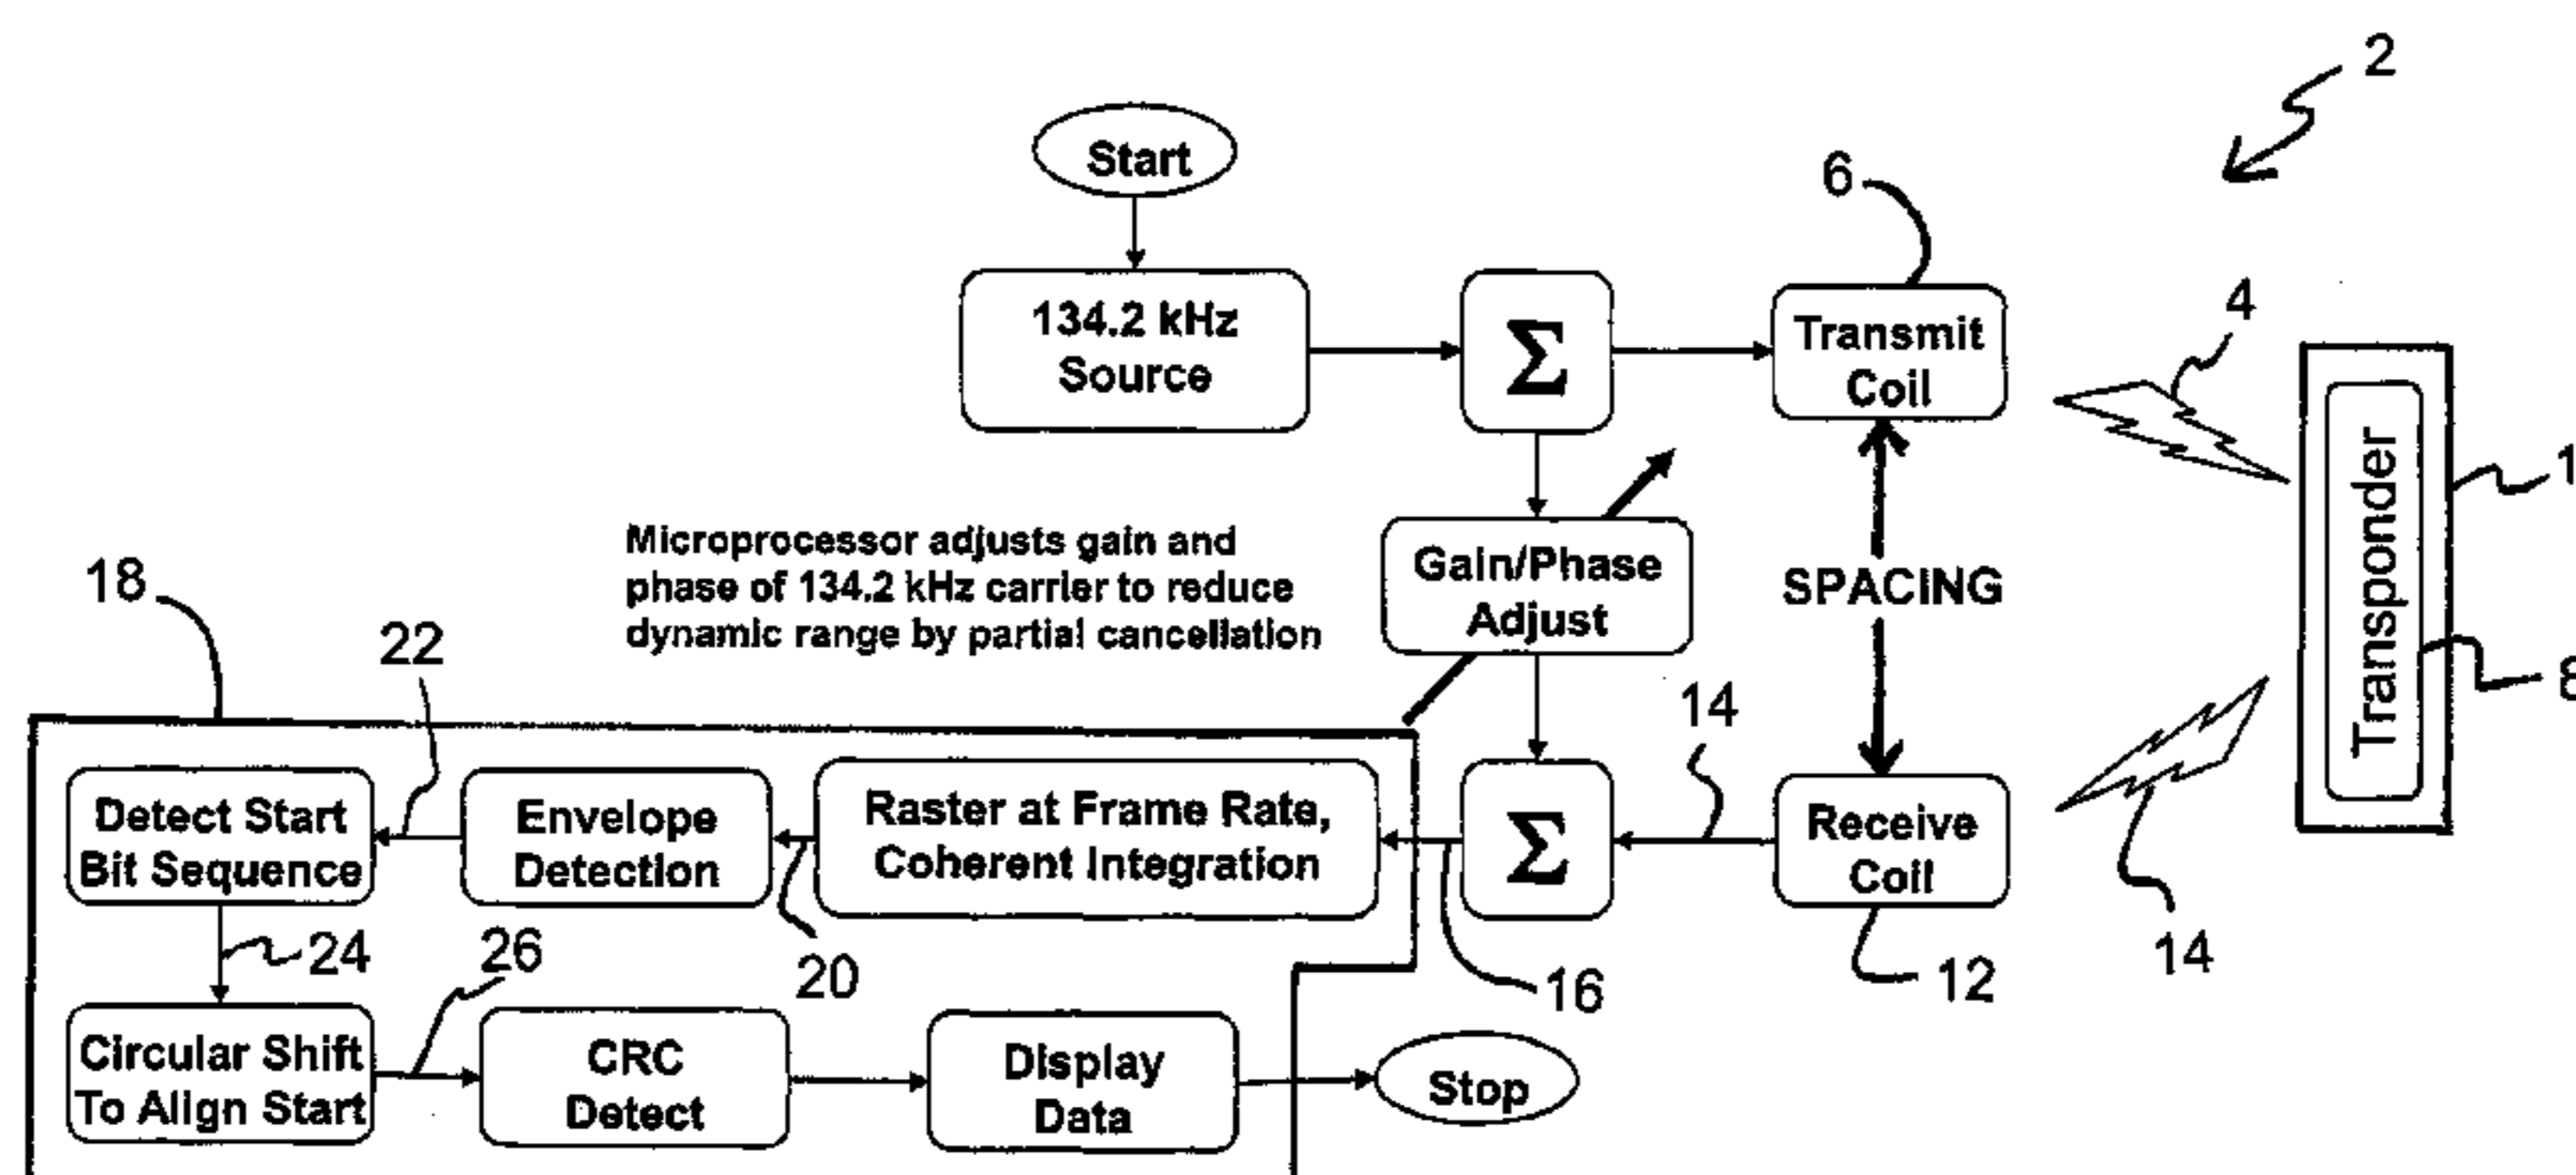 2
Start
6
134.2 kHz
Source
Σ
Transmit
Coil
4
Transponder
8
Microprocessor adjusts gain and
phase of 134.2 kHz carrier to reduce
dynamic range by partial cancellation
Gain/Phase
Adjust
SPACING
18
22
14
Detect Start
Bit Sequence
Envelope
Detection
Raster at Frame Rate,
Coherent Integration
Σ
Receive
Coil
24
26
20
16
12
14
Circular Shift
To Align Start
CRC
Detect
Display
Data
Stop